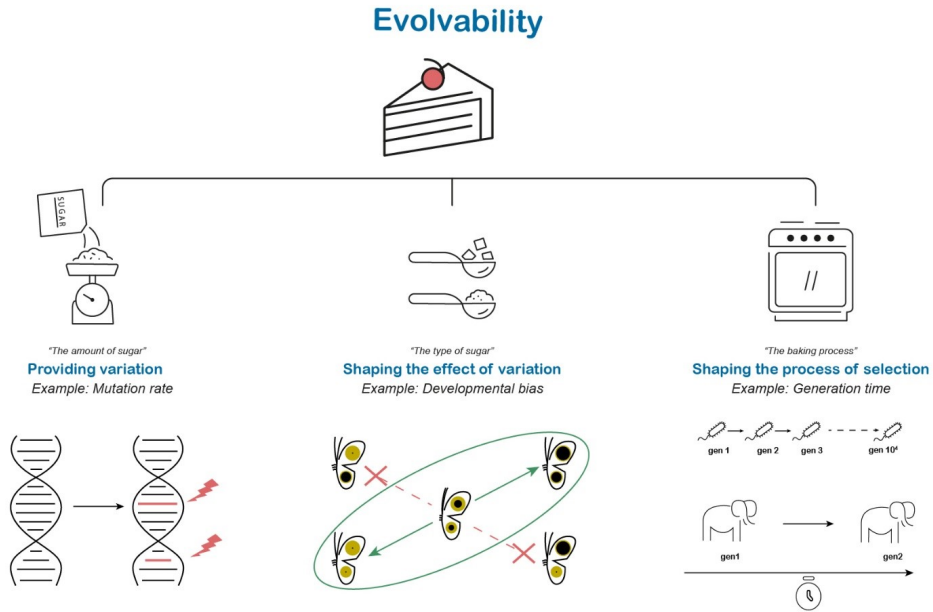 Evolvability
SUGAR
"The amount of sugar"
Providing variation
Example: Mutation rate
"The type of sugar"
Shaping the effect of variation
Example: Developmental bias
"The baking process"
Shaping the process of selection
Example: Generation time
gen 1
gen 2
gen 3
gen 10⁴
gen1
gen2